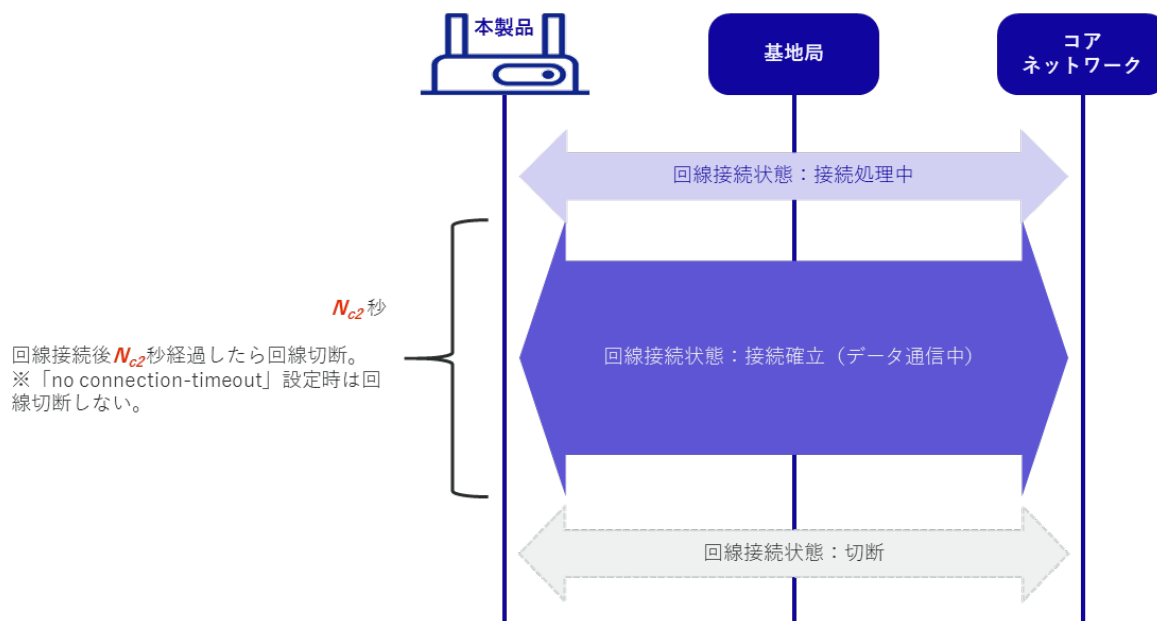 本製品
基地局
コア
ネットワーク
回線接続状態：接続処理中
Nc2秒
回線接続後Nc2秒経過したら回線切断。
※「no connection-timeout」設定時は回
線切断しない。
回線接続状態：接続確立（データ通信中）
回線接続状態：切断